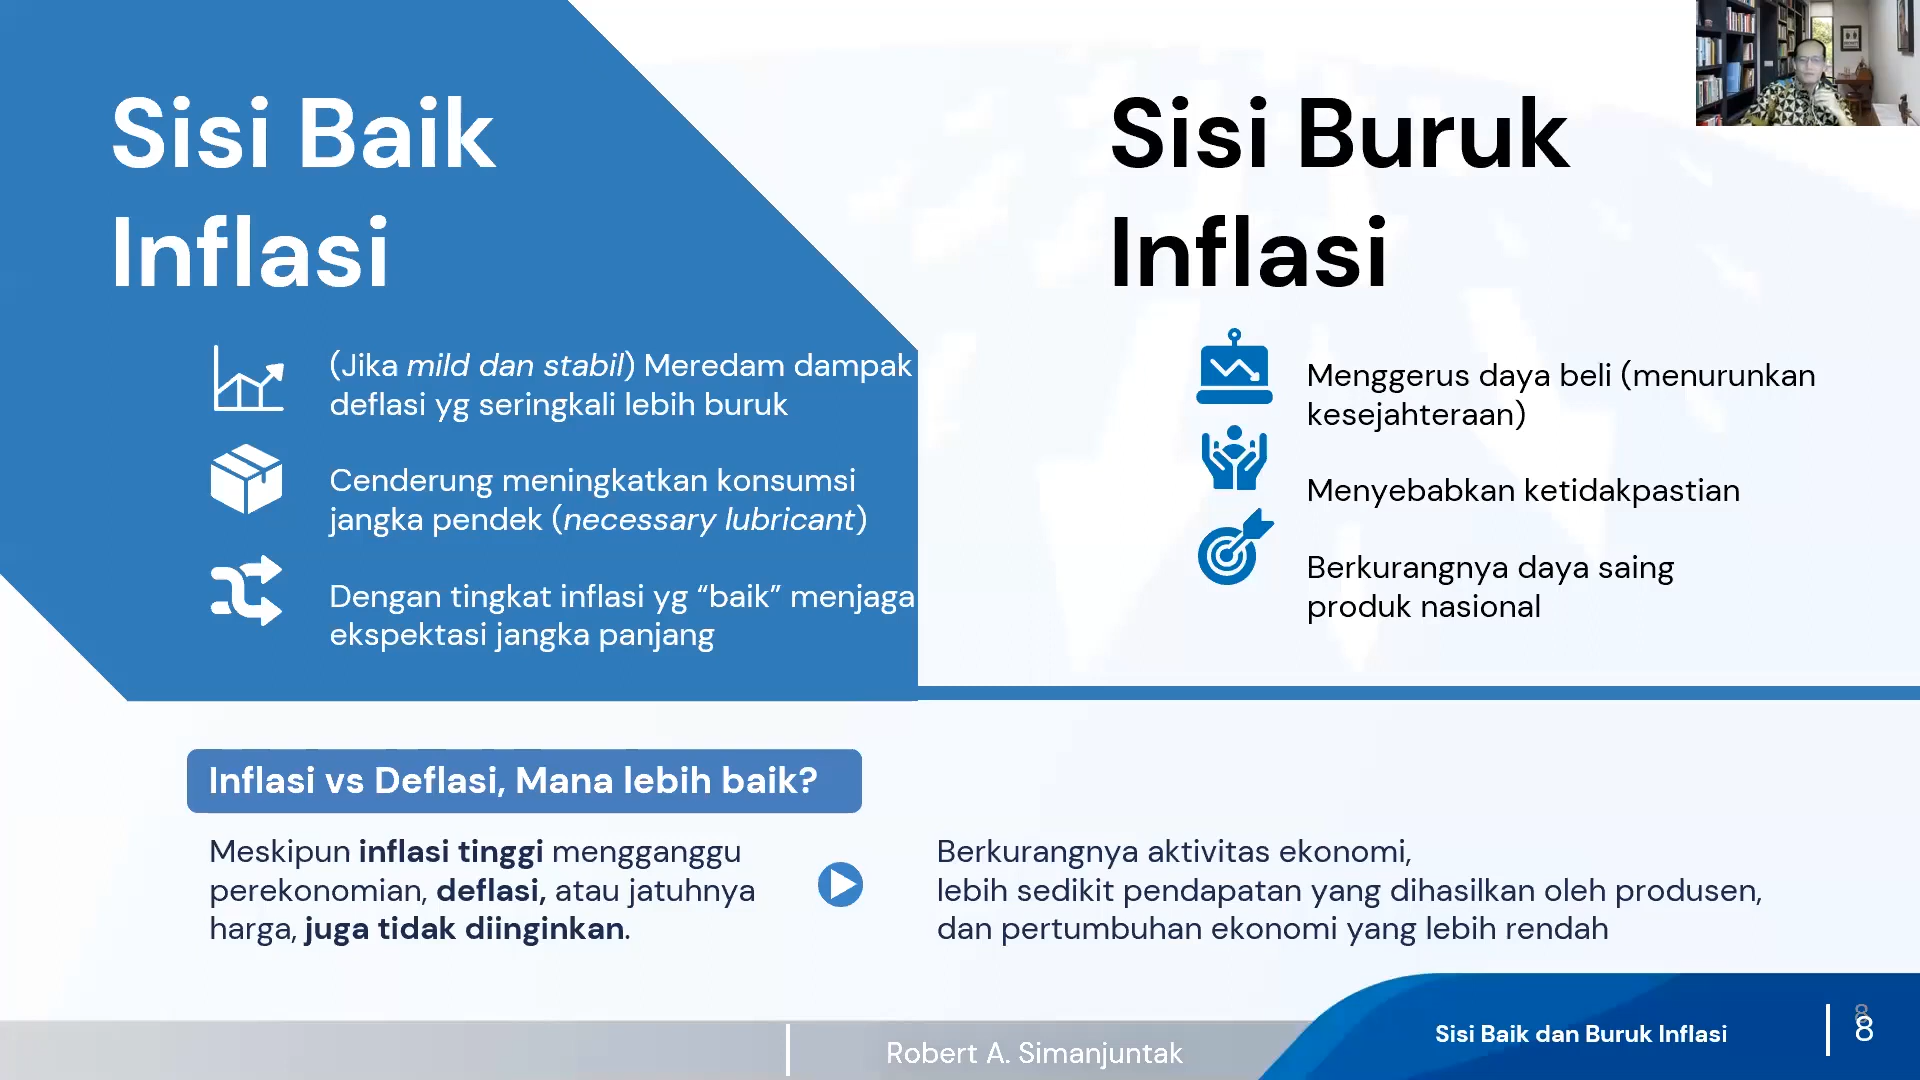 Sisi Baik
Inflasi
(Jika mild dan stabil) Meredam dampak
deflasi yg seringkali lebih buruk
Cenderung meningkatkan konsumsi
jangka pendek (necessary lubricant)
Dengan tingkat inflasi yg “baik” menjaga
ekspektasi jangka panjang
Sisi Buruk
Inflasi
Menggerus daya beli (menurunkan
kesejahteraan)
Menyebabkan ketidakpastian
Berkurangnya daya saing
produk nasional
Inflasi vs Deflasi, Mana lebih baik?
Meskipun inflasi tinggi mengganggu
perekonomian, deflasi, atau jatuhnya
harga, juga tidak diinginkan.
Berkurangnya aktivitas ekonomi,
lebih sedikit pendapatan yang dihasilkan oleh produsen,
dan pertumbuhan ekonomi yang lebih rendah
Robert A. Simanjuntak
Sisi Baik dan Buruk Inflasi
8
8